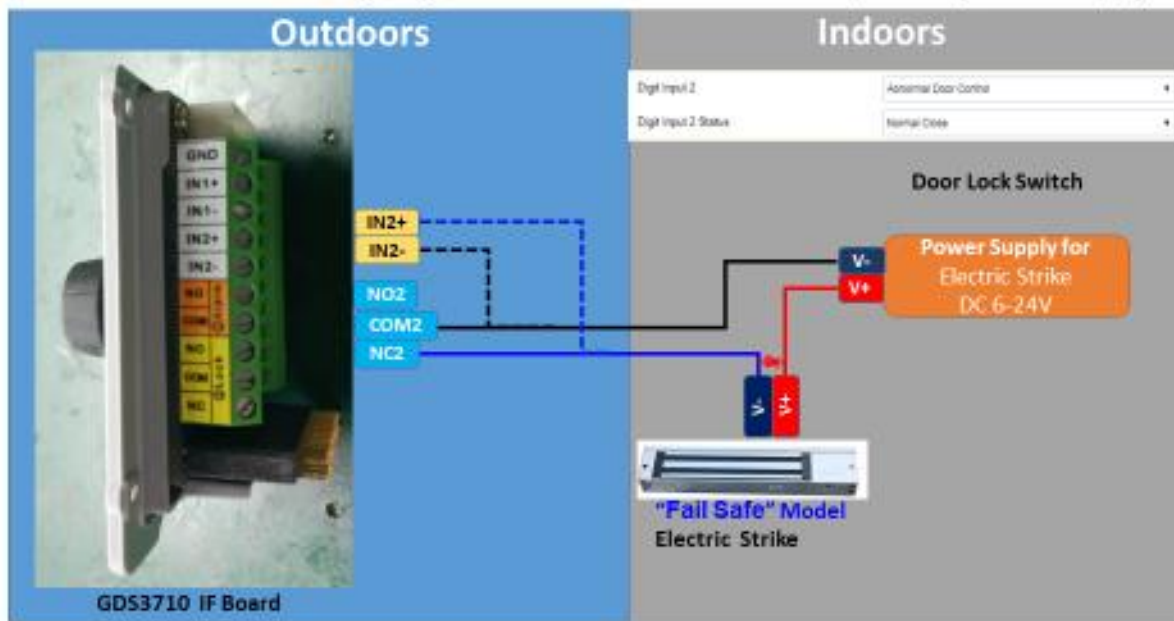 Outdoors
Indoors
Digit Input 2
Abnormal Door Control
Digit Input 2 Status
Normal Close
GND
IN1+
IN1-
IN2+
IN2-
NO
COM
NO
COM
NC
Lock
IN2+
IN2-
NO2
COM2
NC2
Door Lock Switch
V-
V+
Power Supply for
Electric Strike
DC 6-24V
V-
V+
"Fail Safe" Model
Electric Strike
GDS3710 IF Board